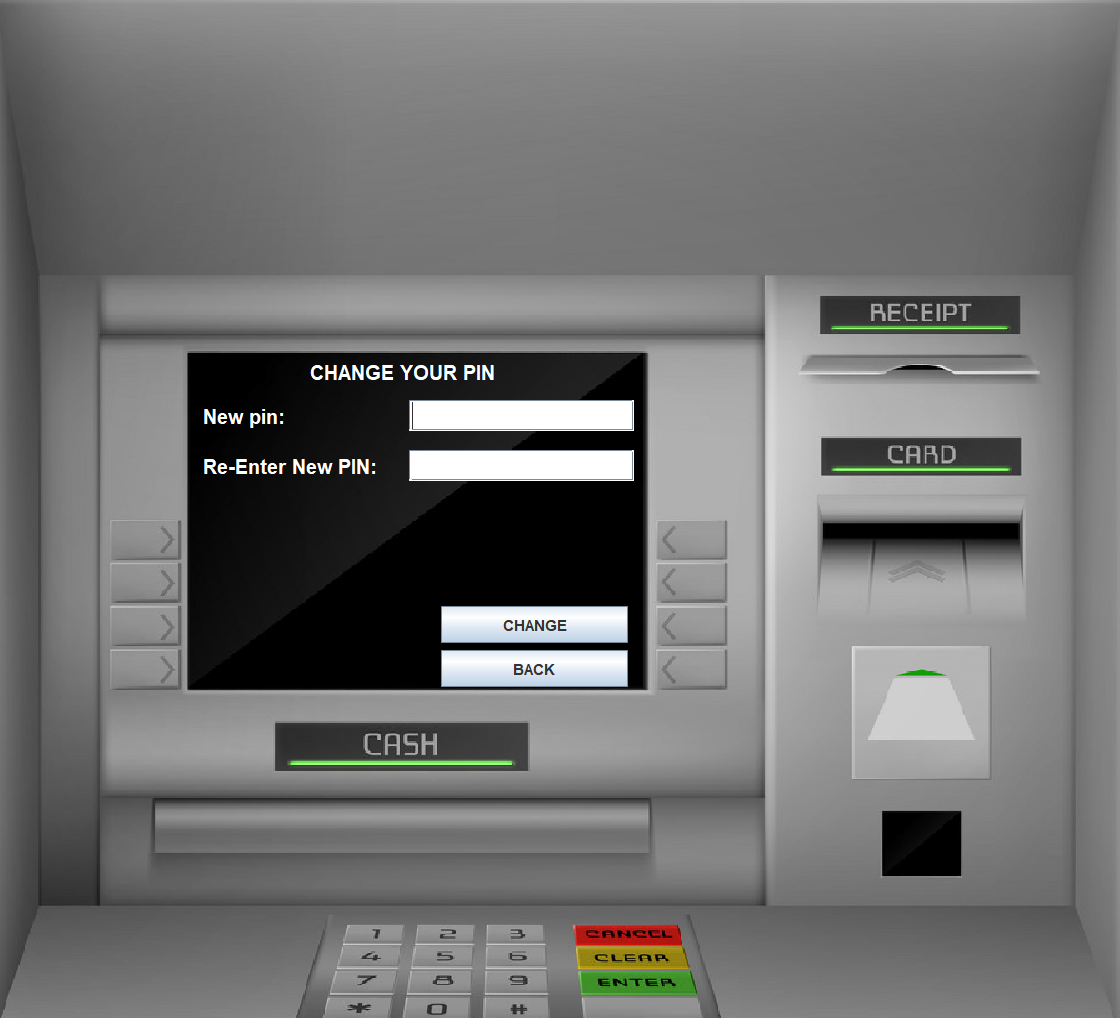 RECEIPT
CHANGE YOUR PIN
New pin:
Re-Enter New PIN:
CARD
CHANGE
BACK
CASH
1 2 3 CANCEL
4 5 6 CLEAR
7 8 9 ENTER
* 0 #